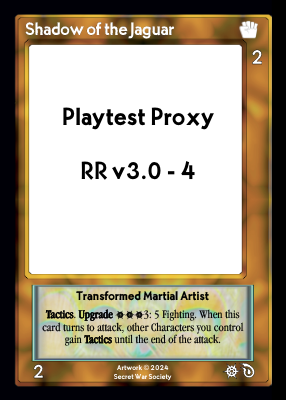 Shadow of the Jaguar
2
Playtest Proxy
RR v3.0 - 4
Transformed Martial Artist
Tactics. Upgrade 3: 5 Fighting. When this
card turns to attack, other Characters you control
gain Tactics until the end of the attack.
2
Artwork © 2024
Secret War Society